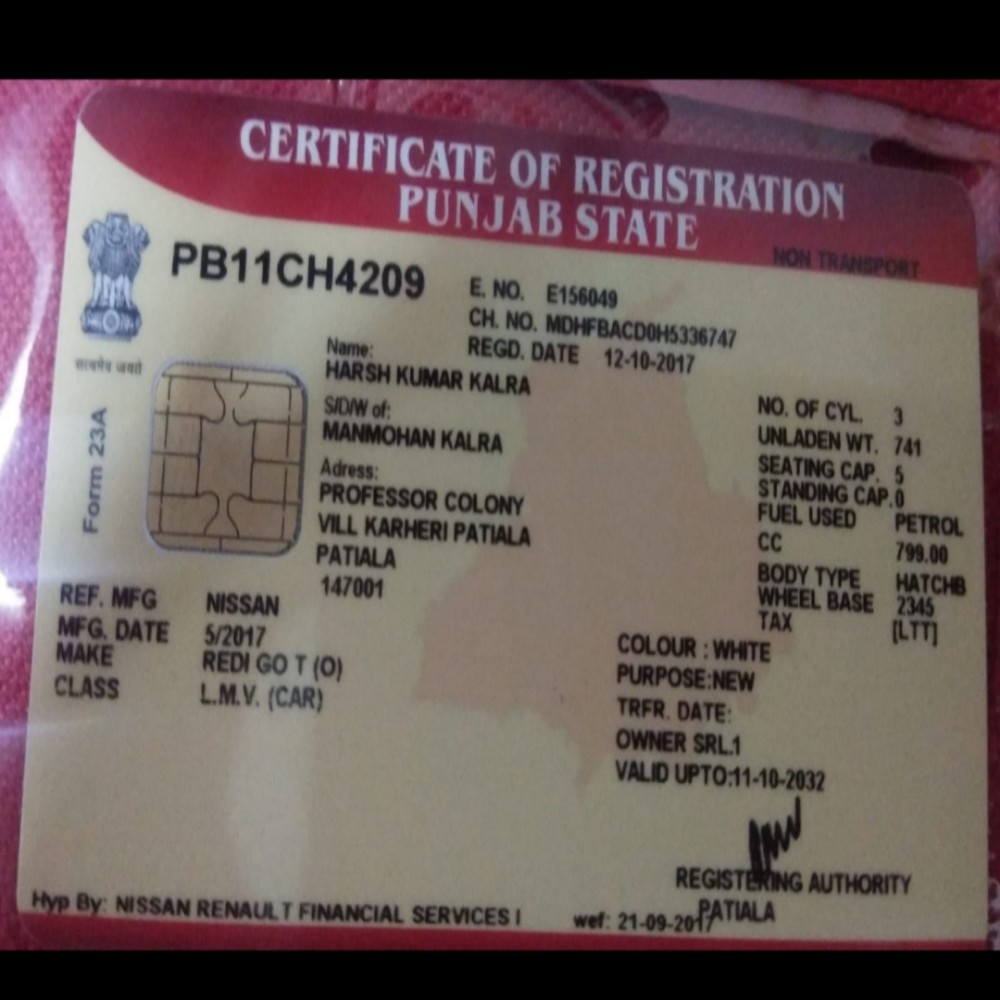 CERTIFICATE OF REGISTRATION
PUNJAB STATE
NON TRANSPORT
PB11CH4209
E. NO. E156049
CH. NO. MDHFBACD0H5336747
REGD. DATE 12-10-2017
सत्यमेव जयते
Form 23A
Name:
HARSH KUMAR KALRA
S/D/W of:
MANMOHAN KALRA
Adress:
PROFESSOR COLONY
VILL KARHERI PATIALA
PATIALA
147001
NO. OF CYL. 3
UNLADEN WT. 741
SEATING CAP. 5
STANDING CAP. 0
FUEL USED PETROL
CC 799.00
BODY TYPE HATCHB
WHEEL BASE 2345
TAX [LTT]
REF. MFG NISSAN
MFG. DATE 5/2017
MAKE REDI GO T (O)
CLASS L.M.V. (CAR)
COLOUR : WHITE
PURPOSE:NEW
TRFR. DATE:
OWNER SRL.1
VALID UPTO:11-10-2032
REGISTERING AUTHORITY
PATIALA
Hyp By: NISSAN RENAULT FINANCIAL SERVICES I
wef: 21-09-2017